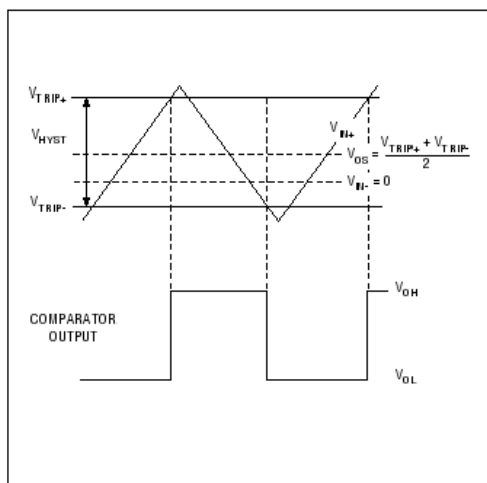 VTRIP+
VIN+
VHYST
VOS = VTRIP+ + VTRIP-
2
VIN- = 0
VTRIP-
VOH
COMPARATOR
OUTPUT
VOL